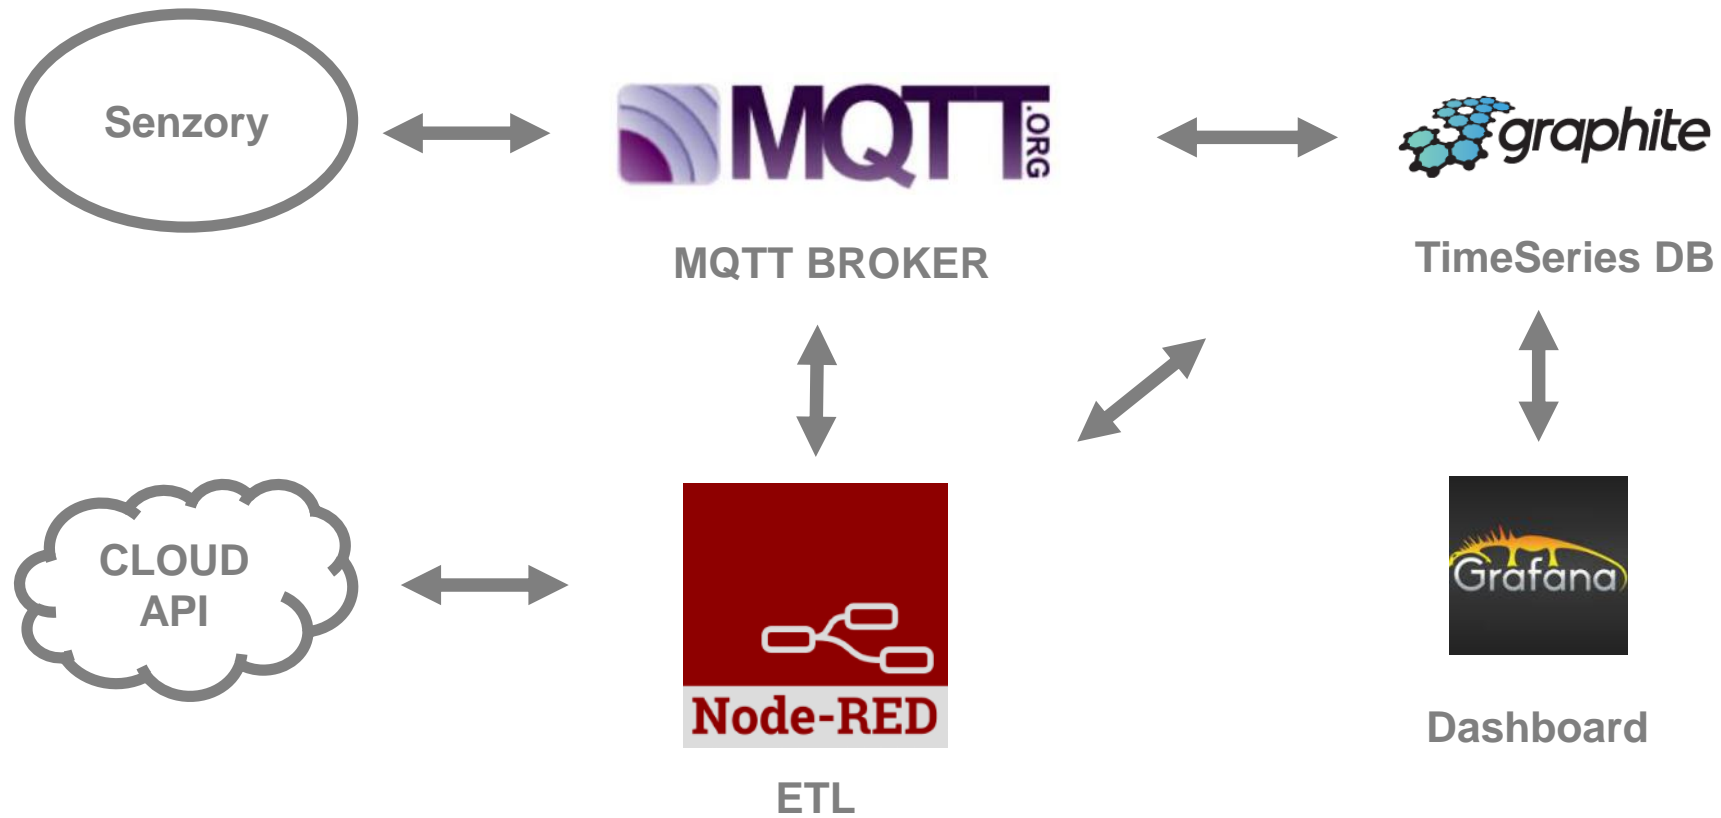 Senzory
MQTT
.ORG
graphite
MQTT BROKER
TimeSeries DB
CLOUD
API
Grafana
Node-RED
Dashboard
ETL